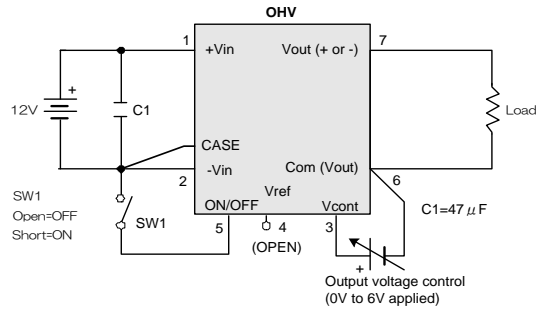 OHV
1
+Vin
Vout (+ or -)
7
+
12V
C1
Load
CASE
-Vin
2
Com (Vout)
6
SW1
Open=OFF
Short=ON
SW1
Vref
ON/OFF
Vcont
5
4
3
C1=47μF
(OPEN)
+
Output voltage control
(0V to 6V applied)